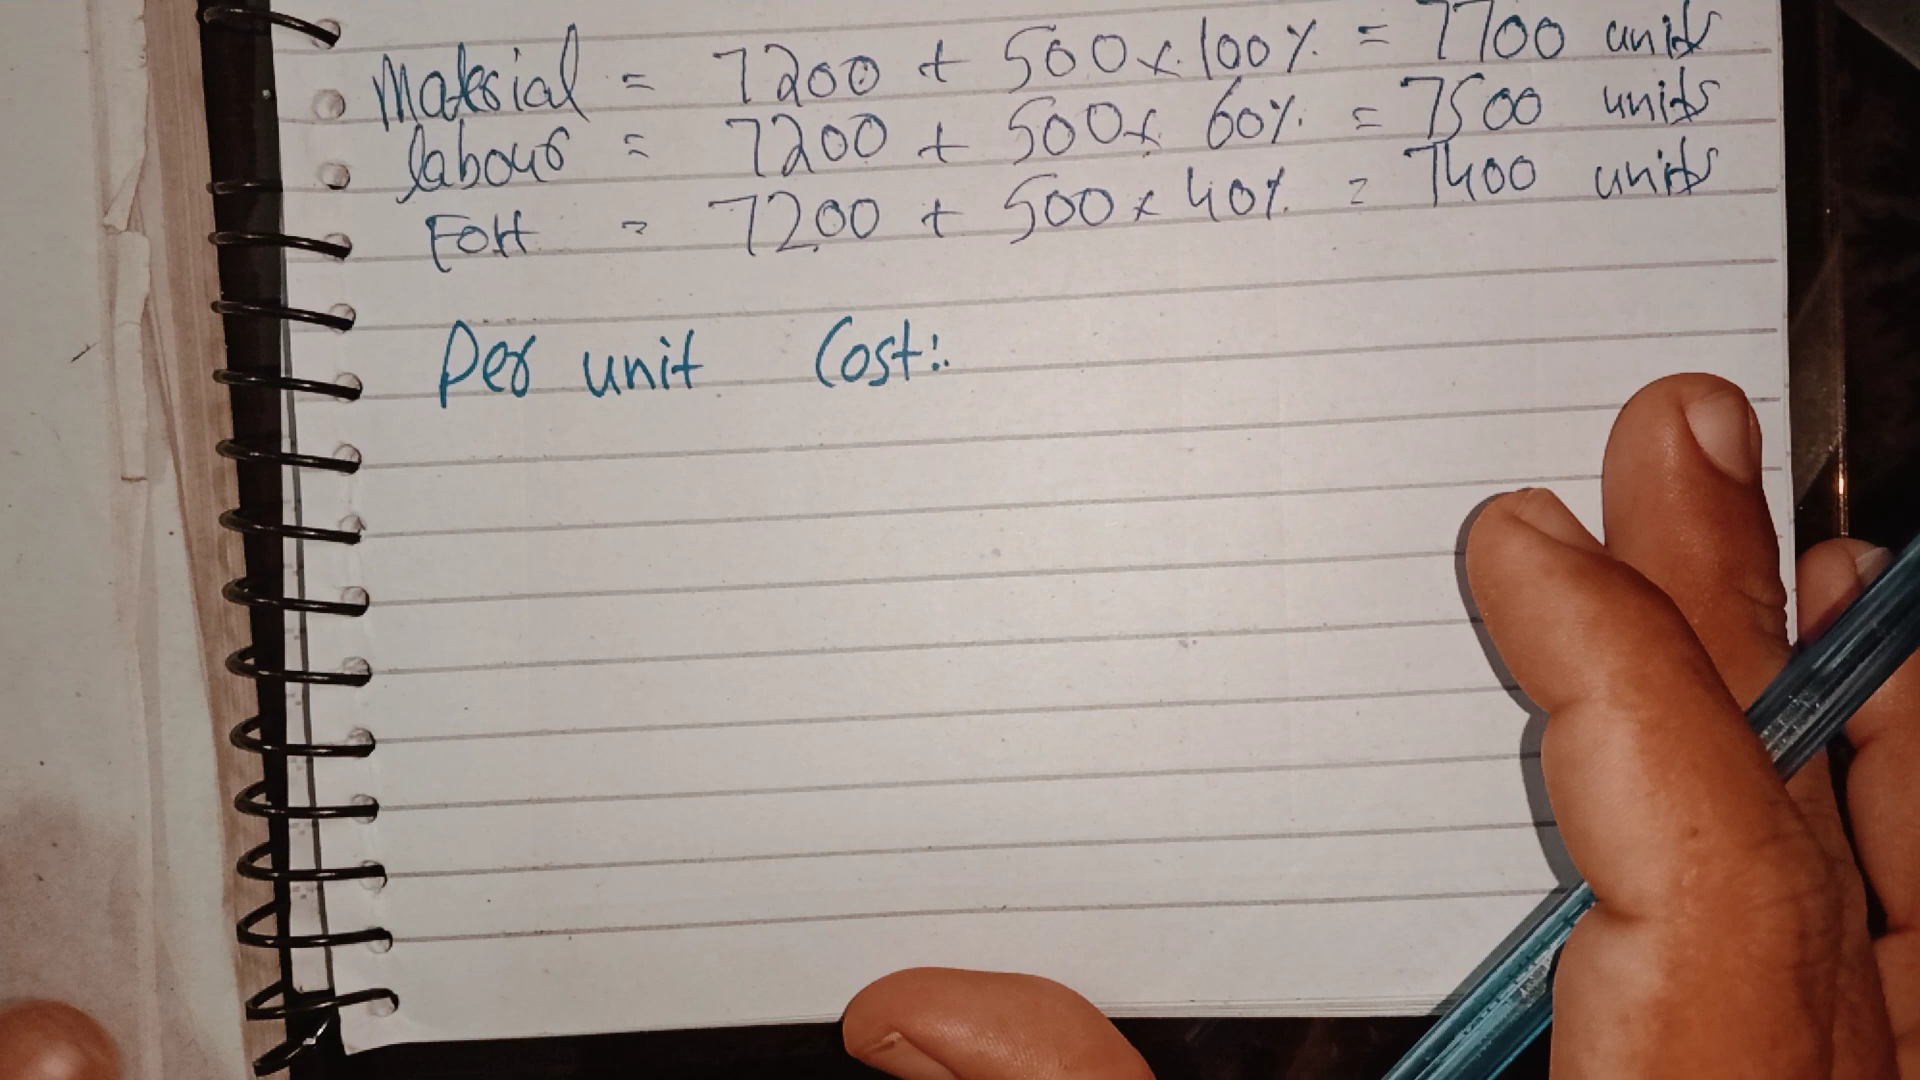 Material = 7200 + 500 x 100% = 7700 units
labour = 7200 + 500 x 60% = 7500 units
FOH = 7200 + 500 x 40% = 7400 units
Per unit Cost: